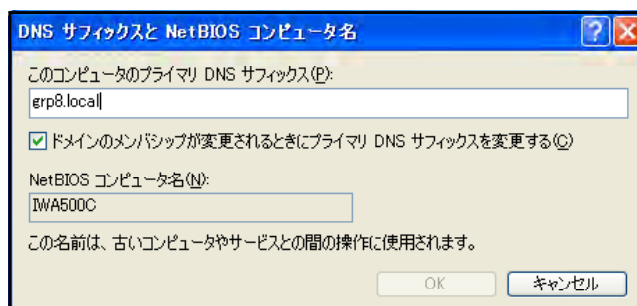 DNS サフィックスと NetBIOS コンピュータ名
このコンピュータのプライマリ DNS サフィックス(P):
grp8.local
ドメインのメンバシップが変更されるときにプライマリ DNS サフィックスを変更する(C)
NetBIOS コンピュータ名(N):
IWA500C
この名前は、古いコンピュータやサービスとの間の操作に使用されます。
OK キャンセル